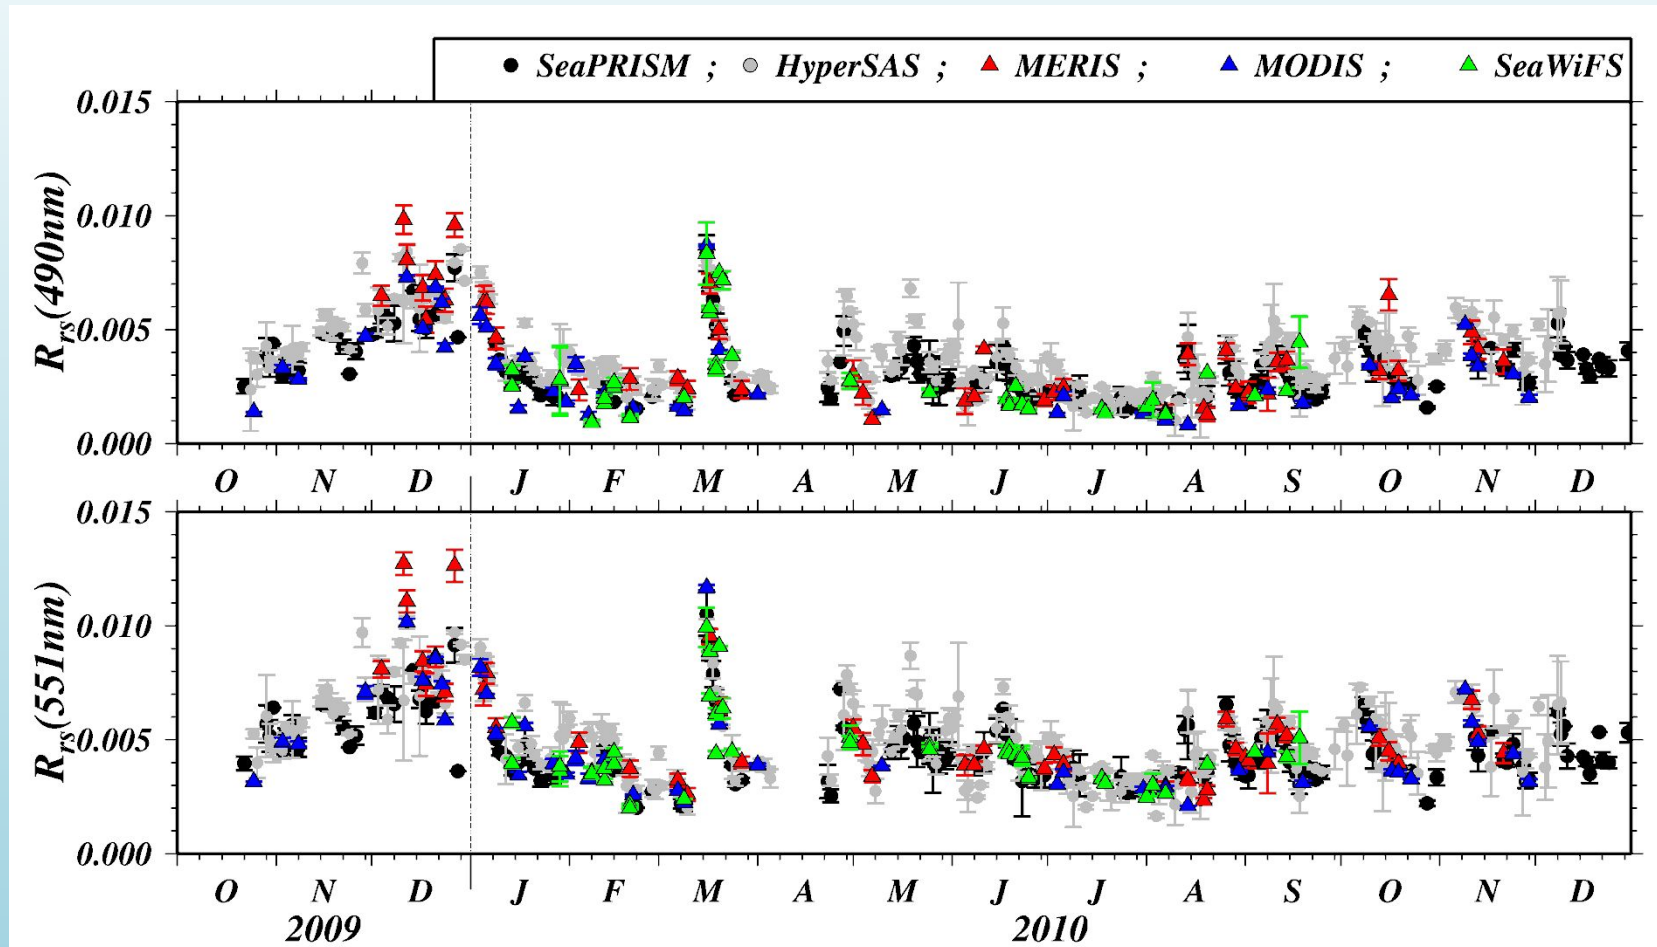 SeaPRISM ; HyperSAS ; MERIS ; MODIS ; SeaWiFS
0.015
0.010
0.005
0.000
Rrs(490nm)
O N D J F M A M J J A S O N D
0.015
0.010
0.005
0.000
Rrs(551nm)
O N D J F M A M J J A S O N D
2009 2010